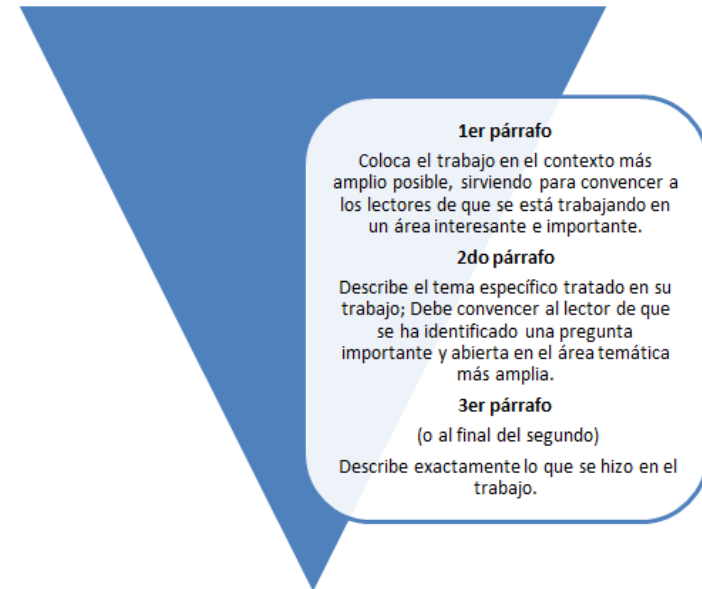 1er párrafo
Coloca el trabajo en el contexto más
amplio posible, sirviendo para convencer a
los lectores de que se está trabajando en
un área interesante e importante.
2do párrafo
Describe el tema específico tratado en su
trabajo; Debe convencer al lector de que
se ha identificado una pregunta
importante y abierta en el área temática
más amplia.
3er párrafo
(o al final del segundo)
Describe exactamente lo que se hizo en el
trabajo.